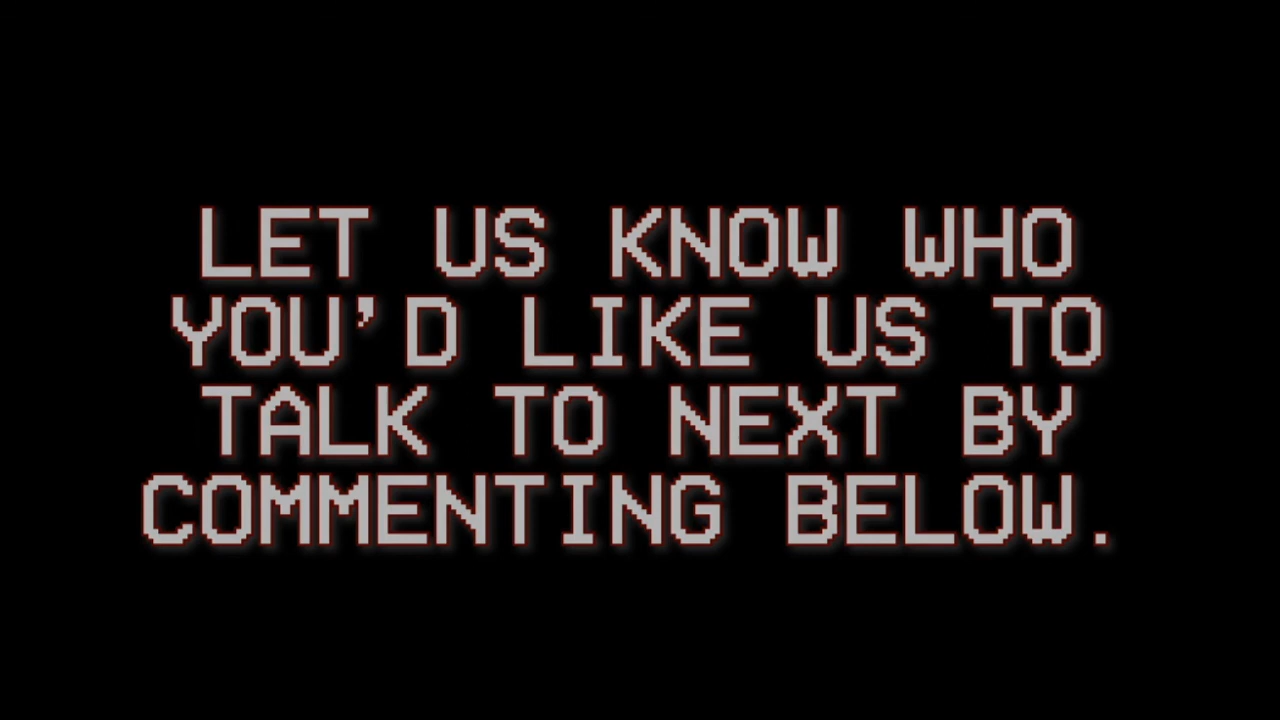 LET US KNOW WHO
YOU'D LIKE US TO
TALK TO NEXT BY
COMMENTING BELOW.